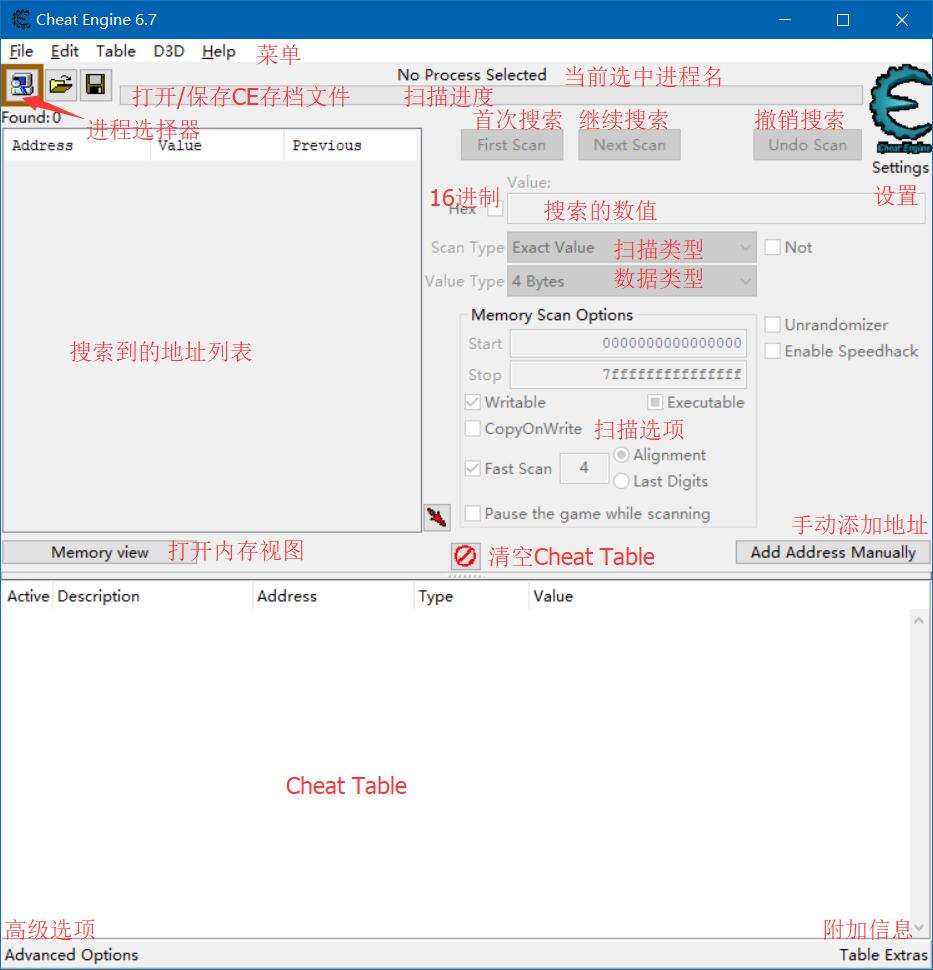 Cheat Engine 6.7
File Edit Table D3D Help 菜单
No Process Selected 当前选中进程名
打开/保存CE存档文件 扫描进度
Found:0
进程选择器
首次搜索 继续搜索 撤销搜索
First Scan Next Scan Undo Scan
Address Value Previous
Cheat Engine
Settings
设置
Value:
16进制
Hex 搜索的数值
Scan Type Exact Value 扫描类型 Not
Value Type 4 Bytes 数据类型
Memory Scan Options
Unrandomizer
Start 0000000000000000
Enable Speedhack
搜索到的地址列表
Stop 7fffffffffffffff
Writable Executable
CopyOnWrite 扫描选项
Alignment
Fast Scan 4
Last Digits
Pause the game while scanning
手动添加地址
Memory view 打开内存视图
清空Cheat Table
Add Address Manually
Active Description Address Type Value
Cheat Table
高级选项 附加信息
Advanced Options Table Extras